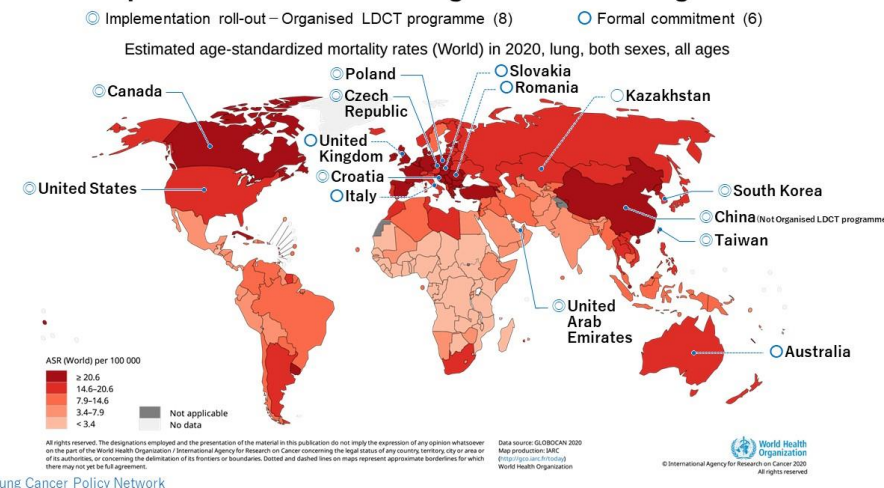 ◎ Implementation roll-out－Organised LDCT programme (8)
○ Formal commitment (6)
Estimated age-standardized mortality rates (World) in 2020, lung, both sexes, all ages
◎Poland
○Slovakia
○Romania
◎Canada
◎Czech
Republic
○Kazakhstan
○United
Kingdom
◎Croatia
○Italy
◎United States
◎South Korea
◎China(Not Organised LDCT programme
◎Taiwan
◎United
Arab
Emirates
○Australia
ASR (World) per 100 000
≥ 20.6
14.6–20.6
7.9–14.6
3.4–7.9
< 3.4
Not applicable
No data
All rights reserved. The designations employed and the presentation of the material in this publication do not imply the expression of any opinion whatsoever
on the part of the World Health Organization / International Agency for Research on Cancer concerning the legal status of any country, territory, city or area or
of its authorities, or concerning the delimitation of its frontiers or boundaries. Dotted and dashed lines on maps represent approximate borderlines for which
there may not yet be full agreement.
Data source: GLOBOCAN 2020
Map production: IARC
(http://gco.iarc.fr/today)
World Health Organization
World Health
Organization
© International Agency for Research on Cancer 2020
All rights reserved
ung Cancer Policy Network